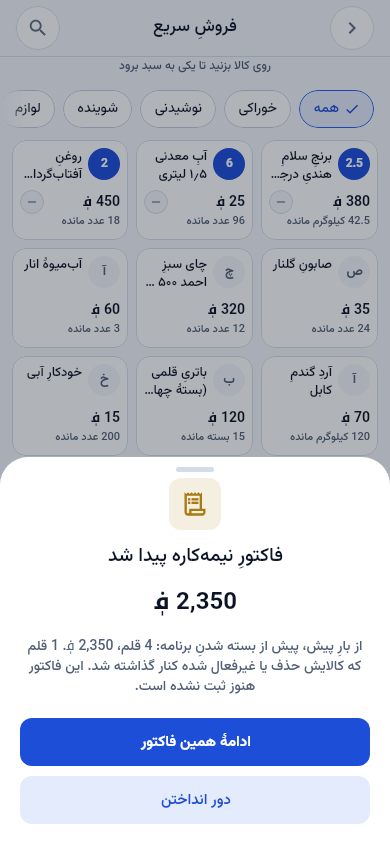 فروشِ سریع
روی کالا بزنید تا یکی به سبد برود
همه
خوراکی
نوشیدنی
شوینده
لوازم
2.5
برنجِ سلامِ
هندیِ درجـ...
380 ؋
42.5 کیلوگرم مانده
6
آبِ معدنی
۱٫۵ لیتری
25 ؋
96 عدد مانده
2
روغنِ
آفتاب‌گردا...
450 ؋
18 عدد مانده
ص
صابونِ گلنار
35 ؋
24 عدد مانده
چ
چای سبزِ
احمد ۵۰۰ ...
320 ؋
12 عدد مانده
آ
آب‌میوهٔ انار
60 ؋
3 عدد مانده
آ
آردِ گندمِ
کابل
70 ؋
120 کیلوگرم مانده
ب
باتریِ قلمی
(بستهٔ چهاـ...
120 ؋
15 بسته مانده
خ
خودکارِ آبی
15 ؋
200 عدد مانده
فاکتورِ نیمه‌کاره پیدا شد
2,350 ؋
از بارِ پیش، پیش از بسته شدنِ برنامه: 4 قلم، 2,350 ؋. 1 قلم
که کالایش حذف یا غیرفعال شده کنار گذاشته شد. این فاکتور
هنوز ثبت نشده است.
ادامهٔ همین فاکتور
دور انداختن